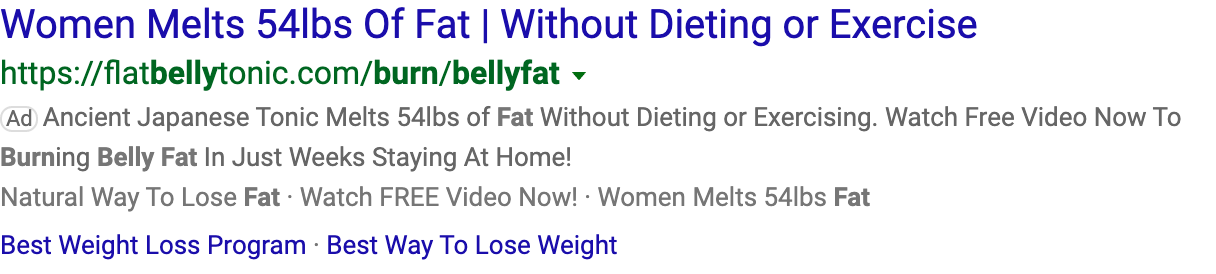 Women Melts 54lbs Of Fat | Without Dieting or Exercise
https://flatbellytonic.com/burn/bellyfat
Ad Ancient Japanese Tonic Melts 54lbs of Fat Without Dieting or Exercising. Watch Free Video Now To
Burning Belly Fat In Just Weeks Staying At Home!
Natural Way To Lose Fat · Watch FREE Video Now! · Women Melts 54lbs Fat
Best Weight Loss Program · Best Way To Lose Weight